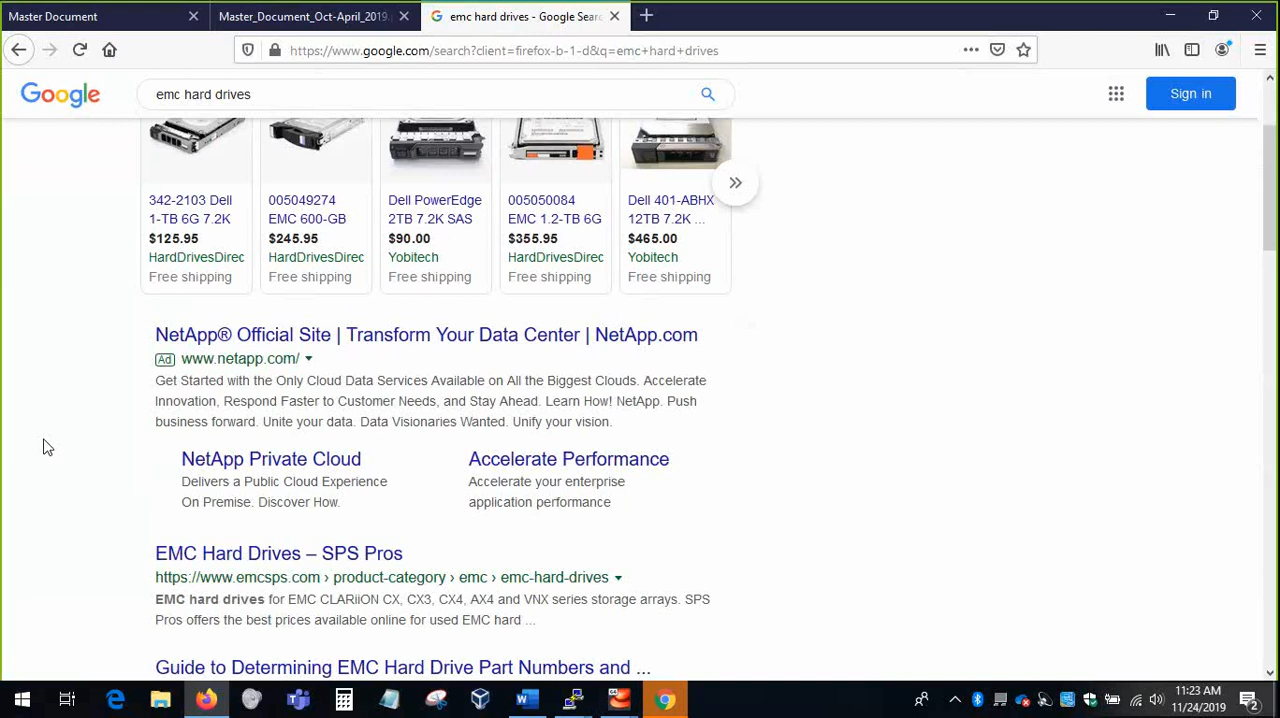 Master Document
Master_Document_Oct-April_2019.
emc hard drives - Google Searc
https://www.google.com/search?client=firefox-b-1-d&q=emc+hard+drives
Google
emc hard drives
Sign in
342-2103 Dell
1-TB 6G 7.2K
$125.95
HardDrivesDirec
Free shipping
005049274
EMC 600-GB
$245.95
HardDrivesDirec
Free shipping
Dell PowerEdge
2TB 7.2K SAS
$90.00
Yobitech
Free shipping
005050084
EMC 1.2-TB 6G
$355.95
HardDrivesDirec
Free shipping
Dell 401-ABHX
12TB 7.2K ...
$465.00
Yobitech
Free shipping
NetApp® Official Site | Transform Your Data Center | NetApp.com
Ad www.netapp.com/
Get Started with the Only Cloud Data Services Available on All the Biggest Clouds. Accelerate
Innovation, Respond Faster to Customer Needs, and Stay Ahead. Learn How! NetApp. Push
business forward. Unite your data. Data Visionaries Wanted. Unify your vision.
NetApp Private Cloud
Delivers a Public Cloud Experience
On Premise. Discover How.
Accelerate Performance
Accelerate your enterprise
application performance
EMC Hard Drives – SPS Pros
https://www.emcsps.com › product-category › emc › emc-hard-drives
EMC hard drives for EMC CLARiiON CX, CX3, CX4, AX4 and VNX series storage arrays. SPS
Pros offers the best prices available online for used EMC hard ...
Guide to Determining EMC Hard Drive Part Numbers and ...
11:23 AM
11/24/2019
2